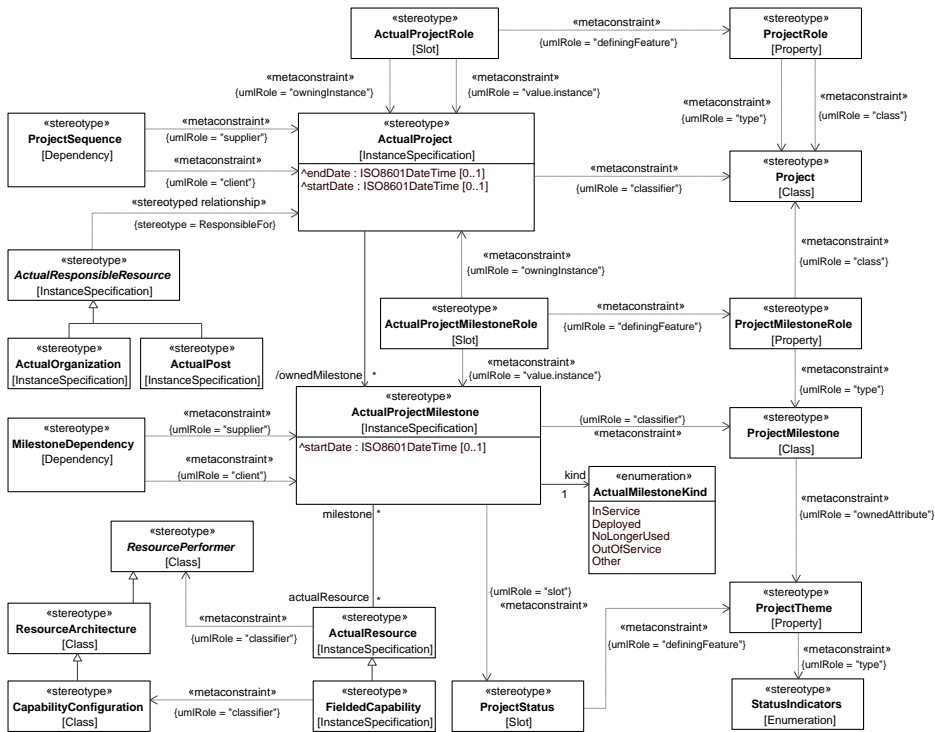 «stereotype»
ActualProjectRole
[Slot]
«metaconstraint»
{umlRole = "definingFeature"}
«stereotype»
ProjectRole
[Property]
«metaconstraint»
{umlRole = "owningInstance"}
«metaconstraint»
{umlRole = "value.instance"}
«metaconstraint»
{umlRole = "type"}
«metaconstraint»
{umlRole = "class"}
«stereotype»
ProjectSequence
[Dependency]
«metaconstraint»
{umlRole = "supplier"}
«metaconstraint»
{umlRole = "client"}
«stereotype»
ActualProject
[InstanceSpecification]
^endDate : ISO8601DateTime [0..1]
^startDate : ISO8601DateTime [0..1]
«metaconstraint»
{umlRole = "classifier"}
«stereotype»
Project
[Class]
«stereotyped relationship»
{stereotype = ResponsibleFor}
«stereotype»
ActualResponsibleResource
[InstanceSpecification]
«metaconstraint»
{umlRole = "owningInstance"}
«metaconstraint»
{umlRole = "class"}
«stereotype»
ActualProjectMilestoneRole
[Slot]
«metaconstraint»
{umlRole = "definingFeature"}
«stereotype»
ProjectMilestoneRole
[Property]
«stereotype»
ActualOrganization
[InstanceSpecification]
«stereotype»
ActualPost
[InstanceSpecification]
/ownedMilestone
*
«metaconstraint»
{umlRole = "value.instance"}
«metaconstraint»
{umlRole = "type"}
«stereotype»
MilestoneDependency
[Dependency]
«metaconstraint»
{umlRole = "supplier"}
«metaconstraint»
{umlRole = "client"}
«stereotype»
ActualProjectMilestone
[InstanceSpecification]
^startDate : ISO8601DateTime [0..1]
{umlRole = "classifier"}
«metaconstraint»
«stereotype»
ProjectMilestone
[Class]
kind
1
«enumeration»
ActualMilestoneKind
InService
Deployed
NoLongerUsed
OutOfService
Other
«metaconstraint»
{umlRole = "ownedAttribute"}
milestone
*
«stereotype»
ResourcePerformer
[Class]
actualResource
*
{umlRole = "slot"}
«metaconstraint»
«stereotype»
ResourceArchitecture
[Class]
«metaconstraint»
{umlRole = "classifier"}
«stereotype»
ActualResource
[InstanceSpecification]
«metaconstraint»
{umlRole = "definingFeature"}
«stereotype»
ProjectTheme
[Property]
«metaconstraint»
{umlRole = "type"}
«stereotype»
CapabilityConfiguration
[Class]
«metaconstraint»
{umlRole = "classifier"}
«stereotype»
FieldedCapability
[InstanceSpecification]
«stereotype»
ProjectStatus
[Slot]
«stereotype»
StatusIndicators
[Enumeration]